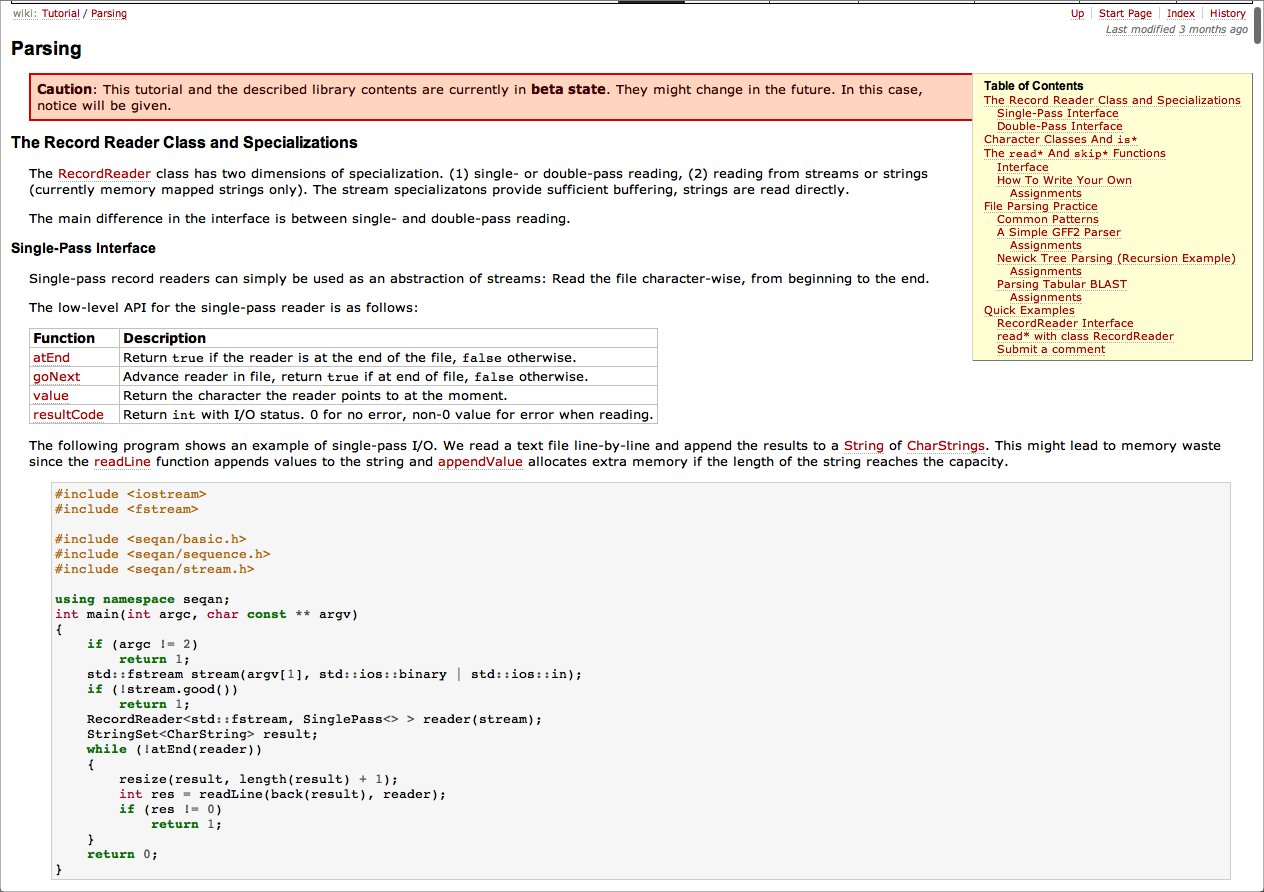 wiki: Tutorial / Parsing
Up Start Page Index History
Last modified 3 months ago
Parsing
Caution: This tutorial and the described library contents are currently in beta state. They might change in the future. In this case,
notice will be given.
Table of Contents
The Record Reader Class and Specializations
Single-Pass Interface
Double-Pass Interface
Character Classes And is*
The read* And skip* Functions
Interface
How To Write Your Own
Assignments
File Parsing Practice
Common Patterns
A Simple GFF2 Parser
Assignments
Newick Tree Parsing (Recursion Example)
Assignments
Parsing Tabular BLAST
Assignments
Quick Examples
RecordReader Interface
read* with class RecordReader
Submit a comment
The Record Reader Class and Specializations
The RecordReader class has two dimensions of specialization. (1) single- or double-pass reading, (2) reading from streams or strings
(currently memory mapped strings only). The stream specializatons provide sufficient buffering, strings are read directly.
The main difference in the interface is between single- and double-pass reading.
Single-Pass Interface
Single-pass record readers can simply be used as an abstraction of streams: Read the file character-wise, from beginning to the end.
The low-level API for the single-pass reader is as follows:
Function Description
atEnd Return true if the reader is at the end of the file, false otherwise.
goNext Advance reader in file, return true if at end of file, false otherwise.
value Return the character the reader points to at the moment.
resultCode Return int with I/O status. 0 for no error, non-0 value for error when reading.
The following program shows an example of single-pass I/O. We read a text file line-by-line and append the results to a String of CharStrings. This might lead to memory waste
since the readLine function appends values to the string and appendValue allocates extra memory if the length of the string reaches the capacity.
#include <iostream>
#include <fstream>
#include <seqan/basic.h>
#include <seqan/sequence.h>
#include <seqan/stream.h>
using namespace seqan;
int main(int argc, char const ** argv)
{
if (argc != 2)
return 1;
std::fstream stream(argv[1], std::ios::binary | std::ios::in);
if (!stream.good())
return 1;
RecordReader<std::fstream, SinglePass<> > reader(stream);
StringSet<CharString> result;
while (!atEnd(reader))
{
resize(result, length(result) + 1);
int res = readLine(back(result), reader);
if (res != 0)
return 1;
}
return 0;
}